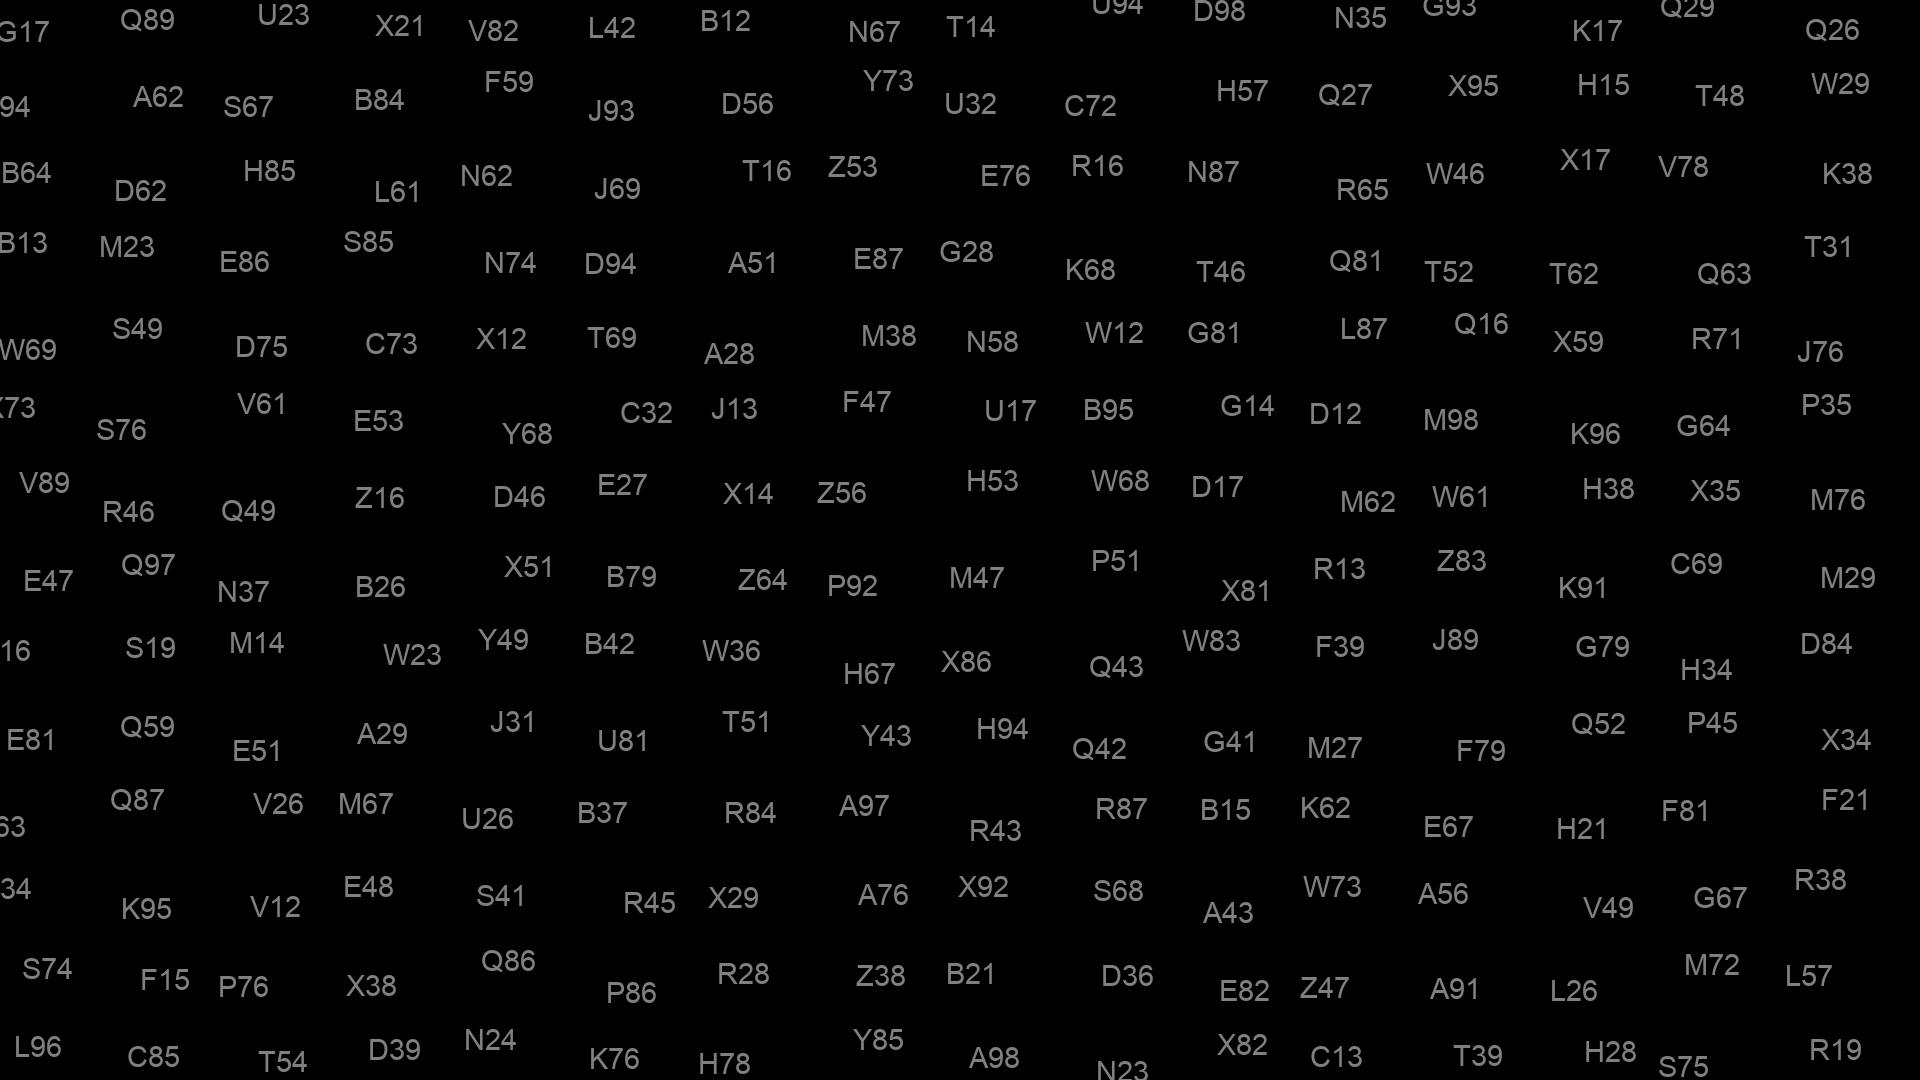 G17 Q89 U23 X21 V82 L42 B12 N67 T14 U94 D98 N35 G93 K17 Q29 Q26
94 A62 S67 B84 F59 J93 D56 Y73 U32 C72 H57 Q27 X95 H15 T48 W29
B64 D62 H85 L61 N62 J69 T16 Z53 E76 R16 N87 R65 W46 X17 V78 K38
B13 M23 E86 S85 N74 D94 A51 E87 G28 K68 T46 Q81 T52 T62 Q63 T31
W69 S49 D75 C73 X12 T69 A28 M38 N58 W12 G81 L87 Q16 X59 R71 J76
73 S76 V61 E53 Y68 C32 J13 F47 U17 B95 G14 D12 M98 K96 G64 P35
V89 R46 Q49 Z16 D46 E27 X14 Z56 H53 W68 D17 M62 W61 H38 X35 M76
E47 Q97 N37 B26 X51 B79 Z64 P92 M47 P51 X81 R13 Z83 K91 C69 M29
16 S19 M14 W23 Y49 B42 W36 H67 X86 Q43 W83 F39 J89 G79 H34 D84
E81 Q59 E51 A29 J31 U81 T51 Y43 H94 Q42 G41 M27 F79 Q52 P45 X34
63 Q87 V26 M67 U26 B37 R84 A97 R43 R87 B15 K62 E67 H21 F81 F21
34 K95 V12 E48 S41 R45 X29 A76 X92 S68 A43 W73 A56 V49 G67 R38
S74 F15 P76 X38 Q86 P86 R28 Z38 B21 D36 E82 Z47 A91 L26 M72 L57
L96 C85 T54 D39 N24 K76 H78 Y85 A98 N23 X82 C13 T39 H28 S75 R19